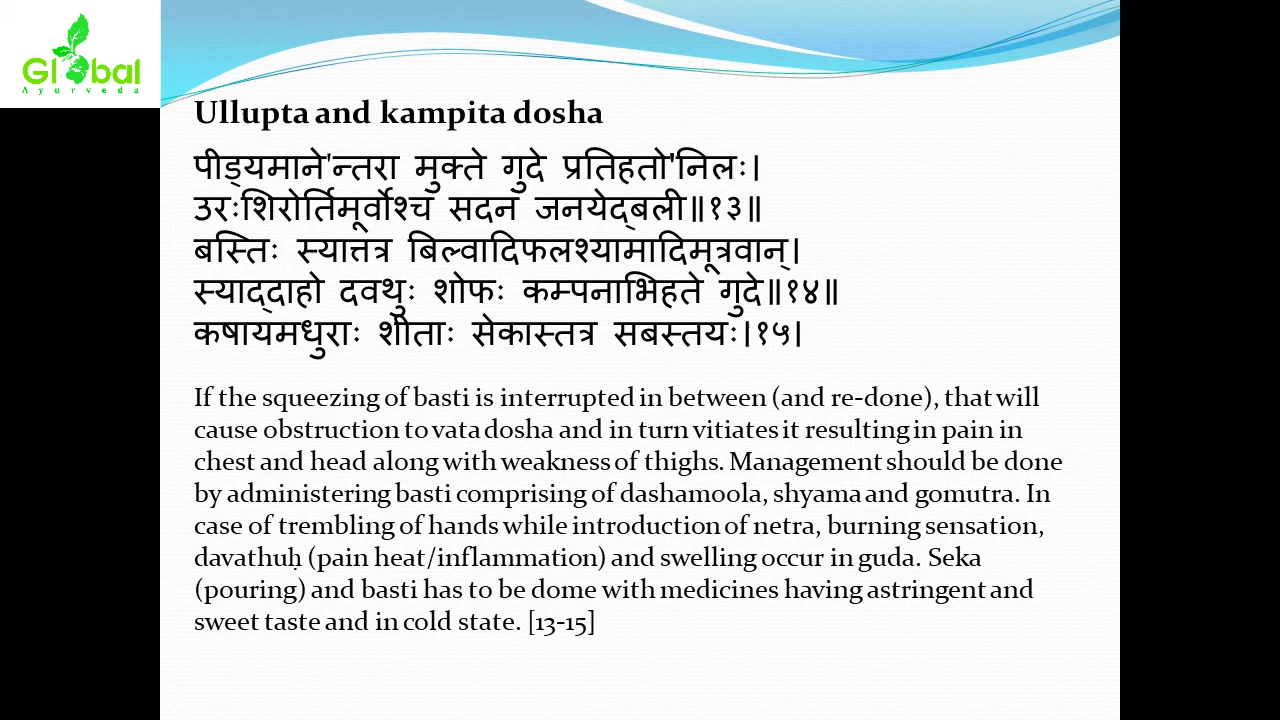 Global
Ayurveda
Ullupta and kampita dosha
पीड्यमाने'न्तरा मुक्ते गुदे प्रतिहतो'निलः।
उरःशिरोर्तिमूर्वोश्च सदनं जनयेद्बली॥१३॥
बस्तिः स्यात्तत्र बिल्वादिफलश्यामादिमूत्रवान्।
स्याद्दाहो दवथुः शोफः कम्पनाभिहते गुदे॥१४॥
कषायमधुराः शीताः सेकास्तत्र सबस्तयः।१५।
If the squeezing of basti is interrupted in between (and re-done), that will
cause obstruction to vata dosha and in turn vitiates it resulting in pain in
chest and head along with weakness of thighs. Management should be done
by administering basti comprising of dashamoola, shyama and gomutra. In
case of trembling of hands while introduction of netra, burning sensation,
davathuḥ (pain heat/inflammation) and swelling occur in guda. Seka
(pouring) and basti has to be dome with medicines having astringent and
sweet taste and in cold state. [13-15]